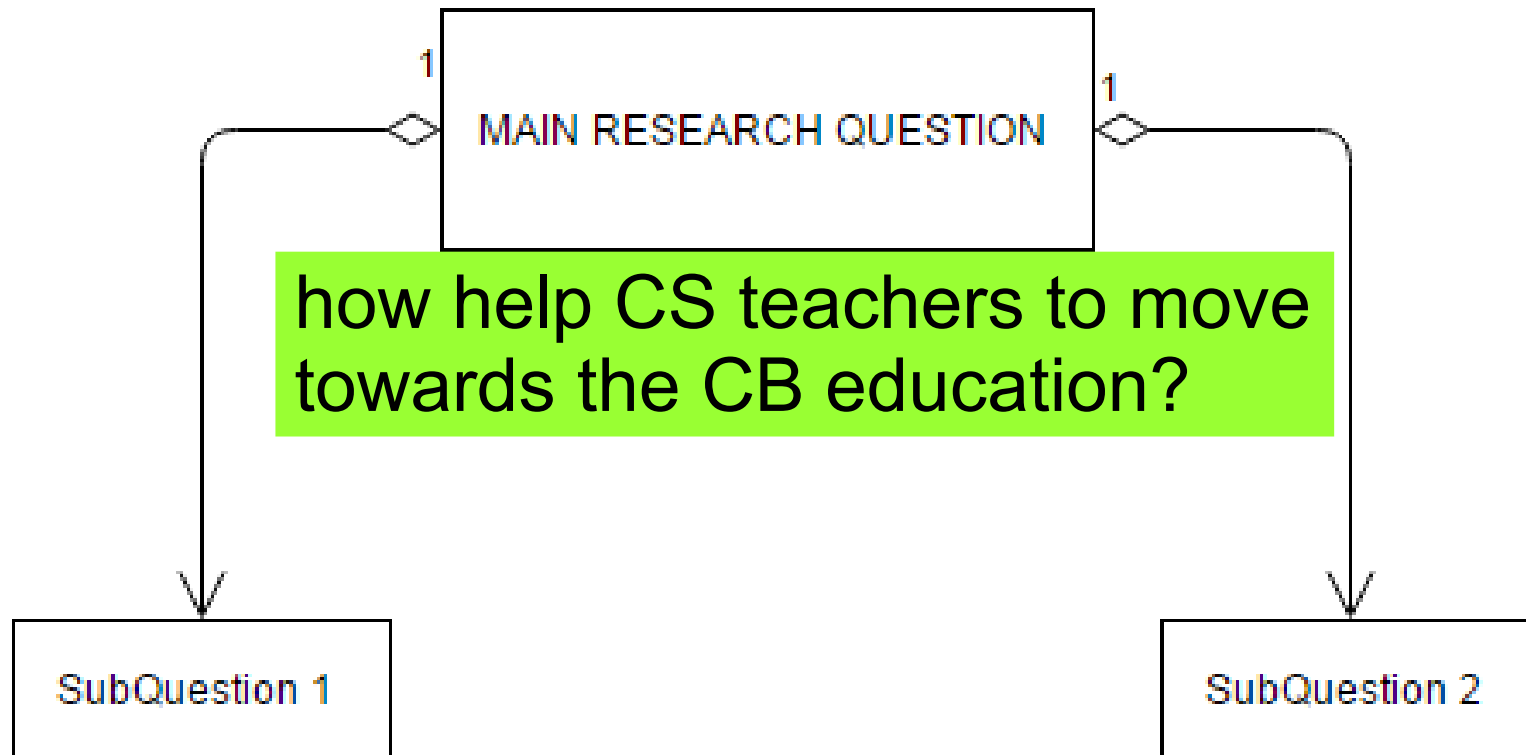 1
1
MAIN RESEARCH QUESTION
how help CS teachers to move
towards the CB education?
SubQuestion 1
SubQuestion 2